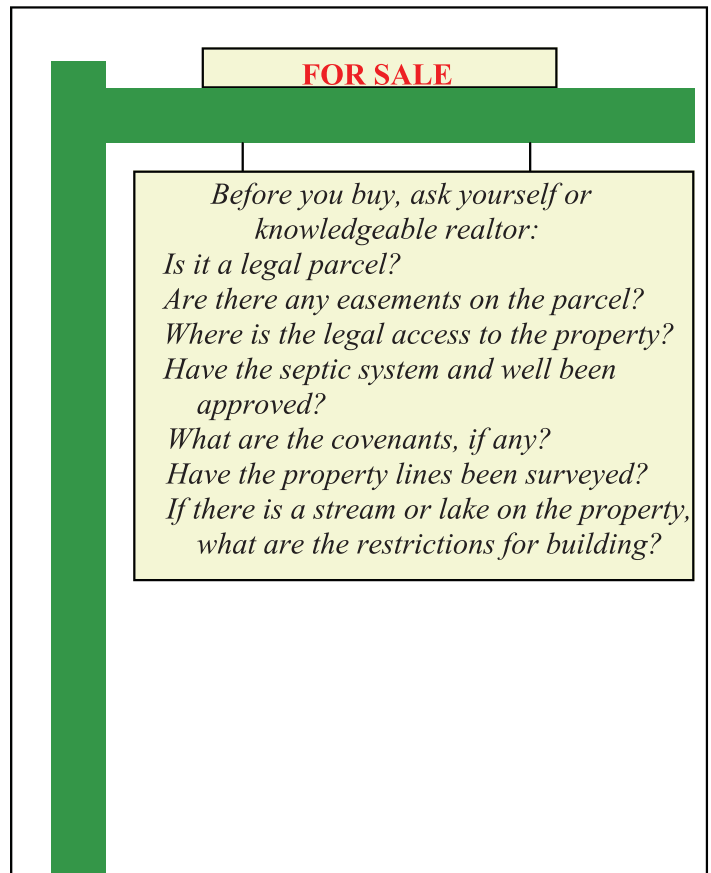 FOR SALE
Before you buy, ask yourself or
knowledgeable realtor:
Is it a legal parcel?
Are there any easements on the parcel?
Where is the legal access to the property?
Have the septic system and well been
approved?
What are the covenants, if any?
Have the property lines been surveyed?
If there is a stream or lake on the property,
what are the restrictions for building?